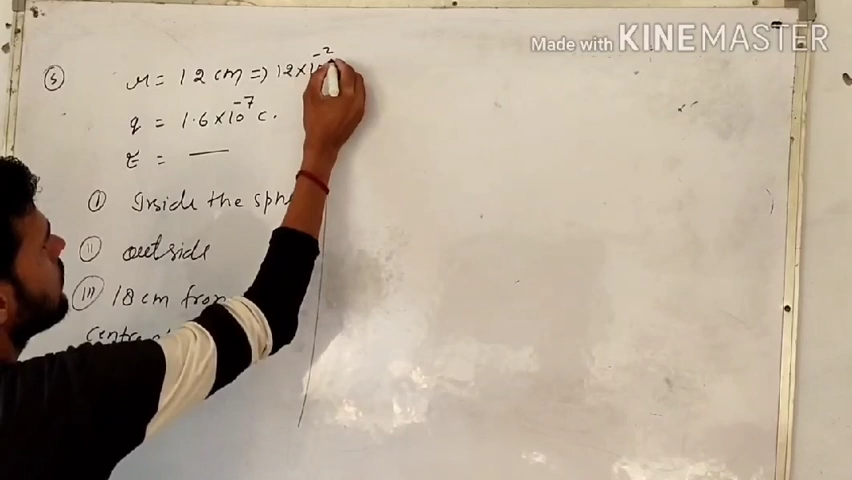 Made with KINEMASTER
5 r = 12 cm => 12×10⁻²
q = 1.6×10⁻⁷ C.
E = —
I Inside the
II outside
III 18 cm from